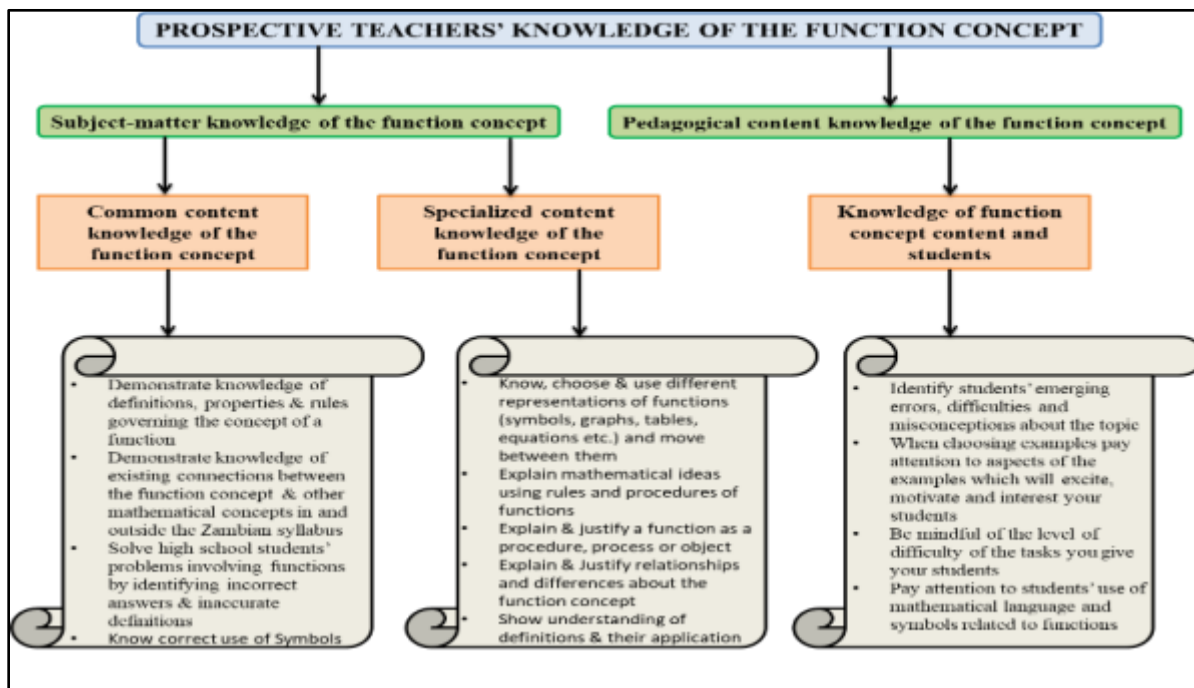 PROSPECTIVE TEACHERS' KNOWLEDGE OF THE FUNCTION CONCEPT
Subject-matter knowledge of the function concept
Pedagogical content knowledge of the function concept
Common content
knowledge of the
function concept
Specialized content
knowledge of the
function concept
Knowledge of function
concept content and
students
• Demonstrate knowledge of
definitions, properties & rules
governing the concept of a
function
• Demonstrate knowledge of
existing connections between
the function concept & other
mathematical concepts in and
outside the Zambian syllabus
• Solve high school students'
problems involving functions
by identifying incorrect
answers & inaccurate
definitions
• Know correct use of Symbols
• Know, choose & use different
representations of functions
(symbols, graphs, tables,
equations etc.) and move
between them
• Explain mathematical ideas
using rules and procedures of
functions
• Explain & justify a function as a
procedure, process or object
• Explain & Justify relationships
and differences about the
function concept
• Show understanding of
definitions & their application
• Identify students' emerging
errors, difficulties and
misconceptions about the topic
• When choosing examples pay
attention to aspects of the
examples which will excite,
motivate and interest your
students
• Be mindful of the level of
difficulty of the tasks you give
your students
• Pay attention to students' use of
mathematical language and
symbols related to functions